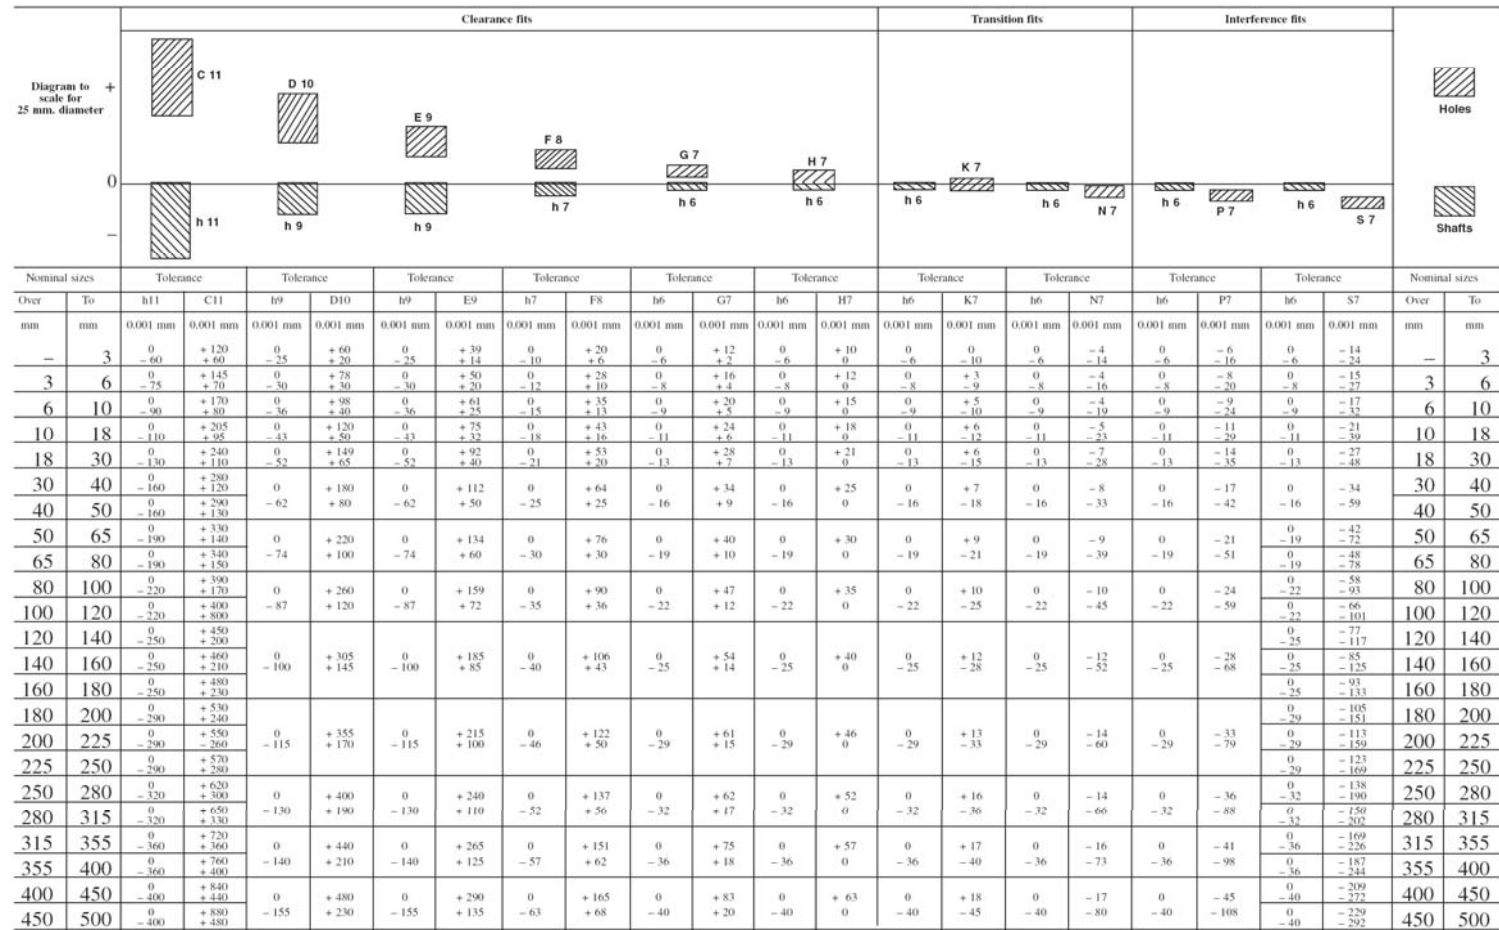 Clearance fits Transition fits Interference fits
Diagram to scale for 25 mm. diameter
+
0
−
C 11
D 10
E 9
F 8
G 7
H 7
K 7
h 11
h 9
h 9
h 7
h 6
h 6
h 6
h 6
N 7
h 6
P 7
h 6
S 7
Holes
Shafts
Nominal sizes Tolerance Tolerance Tolerance Tolerance Tolerance Tolerance Tolerance Tolerance Tolerance Tolerance Nominal sizes
Over To h11 C11 h9 D10 h9 E9 h7 F8 h6 G7 h6 H7 h6 K7 h6 N7 h6 P7 h6 S7 Over To
mm mm 0.001 mm 0.001 mm 0.001 mm 0.001 mm 0.001 mm 0.001 mm 0.001 mm 0.001 mm 0.001 mm 0.001 mm 0.001 mm 0.001 mm 0.001 mm 0.001 mm 0.001 mm 0.001 mm 0.001 mm 0.001 mm 0.001 mm 0.001 mm mm mm
0 + 120 0 + 60 0 + 39 0 + 20 0 + 12 0 + 10 0 0 0 − 4 0 − 6 0 − 14
– 3 − 60 + 60 − 25 + 20 − 25 + 14 − 10 + 6 − 6 + 2 − 6 0 − 6 − 10 − 6 − 14 − 6 − 16 − 6 − 24 – 3
0 + 145 0 + 78 0 + 50 0 + 28 0 + 16 0 + 12 0 + 3 0 − 4 0 − 8 0 − 15
3 6 − 75 + 70 − 30 + 30 − 30 + 20 − 12 + 10 − 8 + 4 − 8 0 − 8 − 9 − 8 − 16 − 8 − 20 − 8 − 27 3 6
0 + 170 0 + 98 0 + 61 0 + 35 0 + 20 0 + 15 0 + 5 0 − 4 0 − 9 0 − 17
6 10 − 90 + 80 − 36 + 40 − 36 + 25 − 15 + 13 − 9 + 5 − 9 0 − 9 − 10 − 9 − 19 − 9 − 24 − 9 − 32 6 10
0 + 205 0 + 120 0 + 75 0 + 43 0 + 24 0 + 18 0 + 6 0 − 5 0 − 11 0 − 21
10 18 − 110 + 95 − 43 + 50 − 43 + 32 − 18 + 16 − 11 + 6 − 11 0 − 11 − 12 − 11 − 23 − 11 − 29 − 11 − 39 10 18
0 + 240 0 + 149 0 + 92 0 + 53 0 + 28 0 + 21 0 + 6 0 − 7 0 − 14 0 − 27
18 30 − 130 + 110 − 52 + 65 − 52 + 40 − 21 + 20 − 13 + 7 − 13 0 − 13 − 15 − 13 − 28 − 13 − 35 − 13 − 48 18 30
0 + 280
30 40 − 160 + 120 0 + 180 0 + 112 0 + 64 0 + 34 0 + 25 0 + 7 0 − 8 0 − 17 0 − 34 30 40
0 + 290 − 62 + 80 − 62 + 50 − 25 + 25 − 16 + 9 − 16 0 − 16 − 18 − 16 − 33 − 16 − 42 − 16 − 59
40 50 − 160 + 130 40 50
0 + 330 0 − 42
50 65 − 190 + 140 0 + 220 0 + 134 0 + 76 0 + 40 0 + 30 0 + 9 0 − 9 0 − 21 − 19 − 72 50 65
0 + 340 − 74 + 100 − 74 + 60 − 30 + 30 − 19 + 10 − 19 0 − 19 − 21 − 19 − 39 − 19 − 51 0 − 48
65 80 − 190 + 150 − 19 − 78 65 80
0 + 390 0 − 58
80 100 − 220 + 170 0 + 260 0 + 159 0 + 90 0 + 47 0 + 35 0 + 10 0 − 10 0 − 24 − 22 − 93 80 100
0 + 400 − 87 + 120 − 87 + 72 − 35 + 36 − 22 + 12 − 22 0 − 22 − 25 − 22 − 45 − 22 − 59 0 − 66
100 120 − 220 + 800 − 22 − 101 100 120
0 + 450 0 − 77
120 140 − 250 + 200 − 25 − 117 120 140
0 + 460 0 + 305 0 + 185 0 + 106 0 + 54 0 + 40 0 + 12 0 − 12 0 − 28 0 − 85
140 160 − 250 + 210 − 100 + 145 − 100 + 85 − 40 + 43 − 25 + 14 − 25 0 − 25 − 28 − 25 − 52 − 25 − 68 − 25 − 125 140 160
0 + 480 0 − 93
160 180 − 250 + 230 − 25 − 133 160 180
0 + 530 0 − 105
180 200 − 290 + 240 − 29 − 151 180 200
0 + 550 0 + 355 0 + 215 0 + 122 0 + 61 0 + 46 0 + 13 0 − 14 0 − 33 0 − 113
200 225 − 290 − 260 − 115 + 170 − 115 + 100 − 46 + 50 − 29 + 15 − 29 0 − 29 − 33 − 29 − 60 − 29 − 79 − 29 − 159 200 225
0 + 570 0 − 123
225 250 − 290 + 280 − 29 − 169 225 250
0 + 620 0 − 138
250 280 − 320 + 300 0 + 400 0 + 240 0 + 137 0 + 62 0 + 52 0 + 16 0 − 14 0 − 36 − 32 − 190 250 280
0 + 650 − 130 + 190 − 130 + 110 − 52 + 56 − 32 + 17 − 32 0 − 32 − 36 − 32 − 66 − 32 − 88 0 − 150
280 315 − 320 + 330 − 32 − 202 280 315
0 + 720 0 − 169
315 355 − 360 + 360 0 + 440 0 + 265 0 + 151 0 + 75 0 + 57 0 + 17 0 − 16 0 − 41 − 36 − 226 315 355
0 + 760 − 140 + 210 − 140 + 125 − 57 + 62 − 36 + 18 − 36 0 − 36 − 40 − 36 − 73 − 36 − 98 0 − 187
355 400 − 360 + 400 − 36 − 244 355 400
0 + 840 0 − 209
400 450 − 400 + 440 0 + 480 0 + 290 0 + 165 0 + 83 0 + 63 0 + 18 0 − 17 0 − 45 − 40 − 272 400 450
0 + 880 − 155 + 230 − 155 + 135 − 63 + 68 − 40 + 20 − 40 0 − 40 − 45 − 40 − 80 − 40 − 108 0 − 229
450 500 − 400 + 480 − 40 − 292 450 500